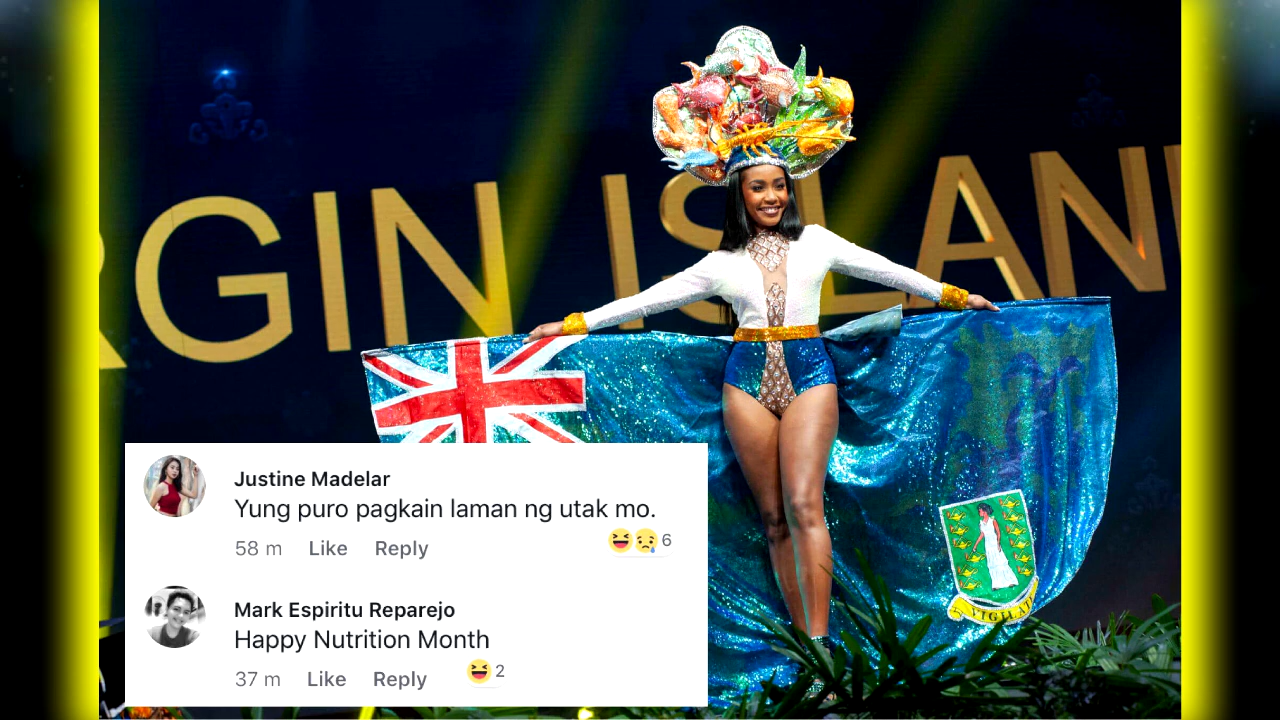 RGIN ISLAN
VIGILAT
Justine Madelar
Yung puro pagkain laman ng utak mo.
58 m Like Reply 6
Mark Espiritu Reparejo
Happy Nutrition Month
37 m Like Reply 2